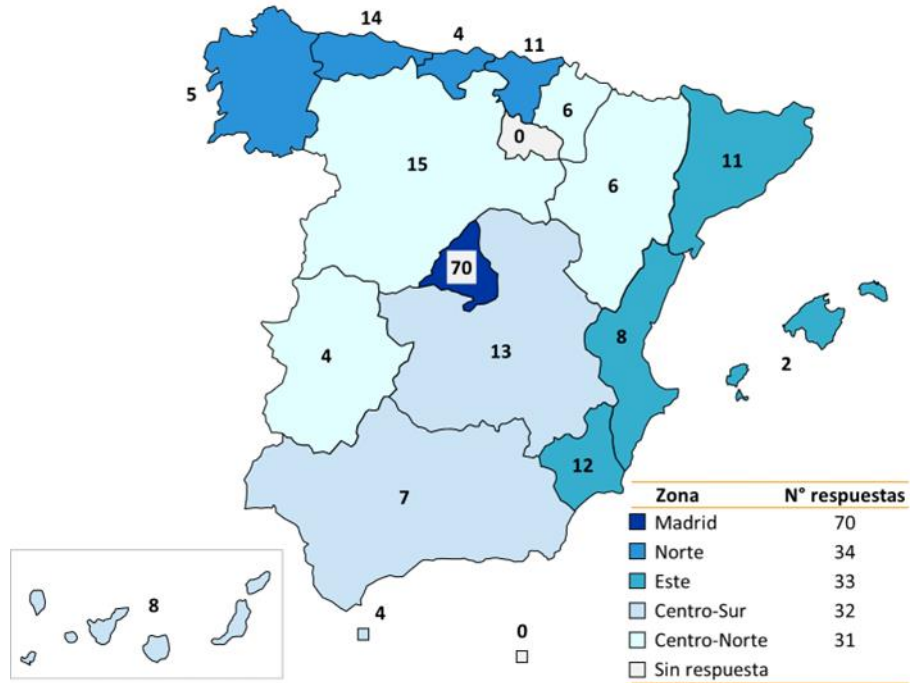 14
4
11
5
6
0
11
15
6
70
13
8
2
4
12
7
8
4
0
Zona N° respuestas
Madrid 70
Norte 34
Este 33
Centro-Sur 32
Centro-Norte 31
Sin respuesta